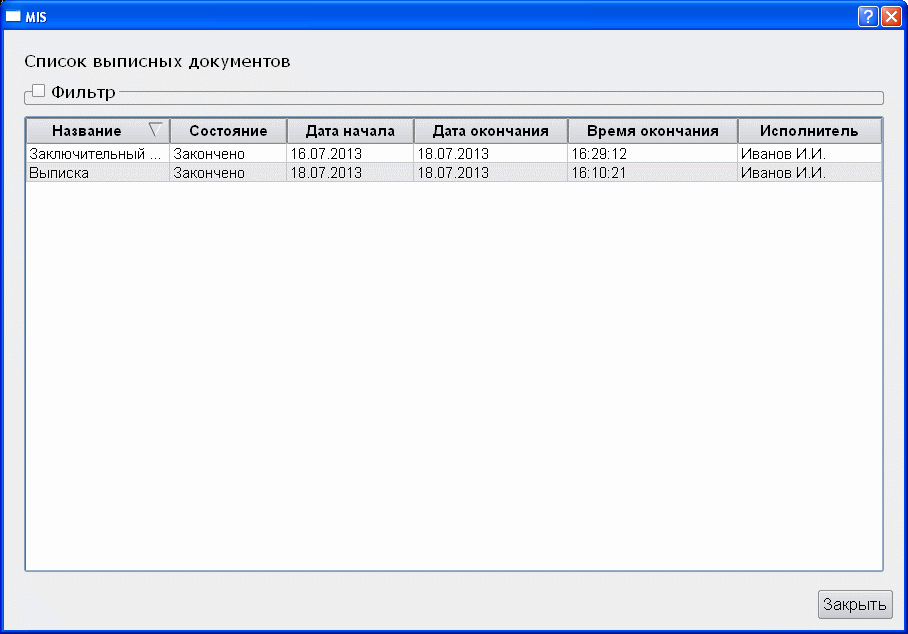 MIS
Список выписных документов
Фильтр
Название Состояние Дата начала Дата окончания Время окончания Исполнитель
Заключительный ... Закончено 16.07.2013 18.07.2013 16:29:12 Иванов И.И.
Выписка Закончено 18.07.2013 18.07.2013 16:10:21 Иванов И.И.
Закрыть